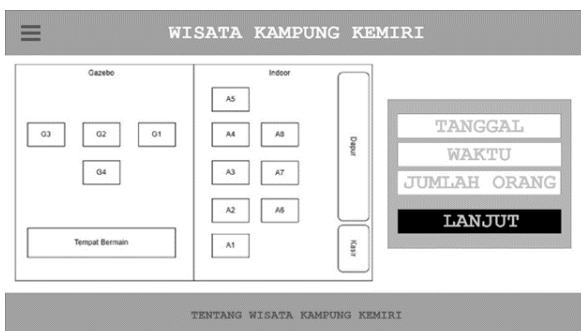 WISATA KAMPUNG KEMIRI
Gazebo
G3 G2 G1
G4
Tempat Bermain
Indoor
A5
A4 A8
A3 A7
A2 A6
A1
Dapur
Kasir
TANGGAL
WAKTU
JUMLAH ORANG
LANJUT
TENTANG WISATA KAMPUNG KEMIRI